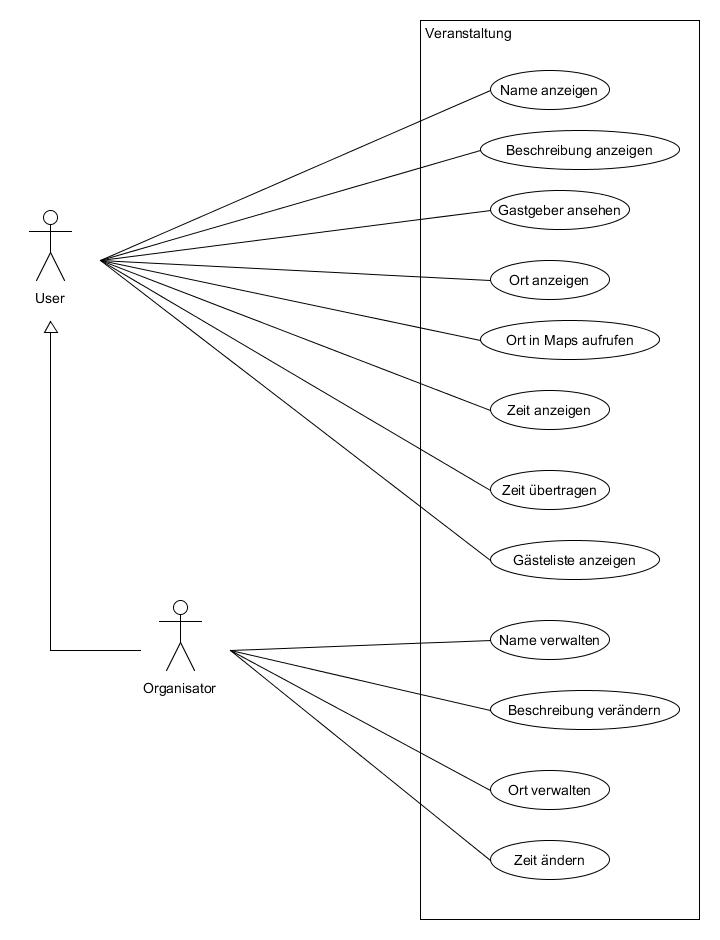 Veranstaltung
Name anzeigen
Beschreibung anzeigen
Gastgeber ansehen
Ort anzeigen
User
Ort in Maps aufrufen
Zeit anzeigen
Zeit übertragen
Gästeliste anzeigen
Name verwalten
Organisator
Beschreibung verändern
Ort verwalten
Zeit ändern